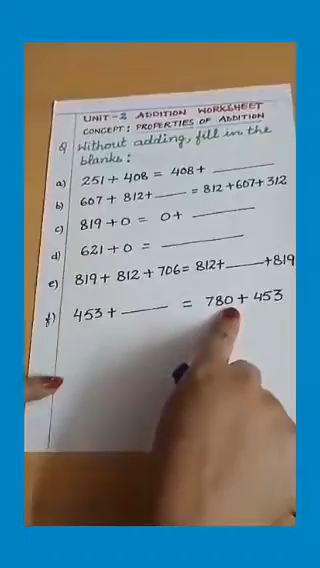 UNIT-2 ADDITION WORKSHEET
CONCEPT: PROPERTIES OF ADDITION
Q Without adding, fill in the
blanks:
a) 251 + 408 = 408 + ______
b) 607 + 812 + ____ = 812 + 607 + 312
c) 819 + 0 = 0 + ______
d) 621 + 0 = ______
e) 819 + 812 + 706 = 812 + ____ + 819
f) 453 + ____ = 780 + 453